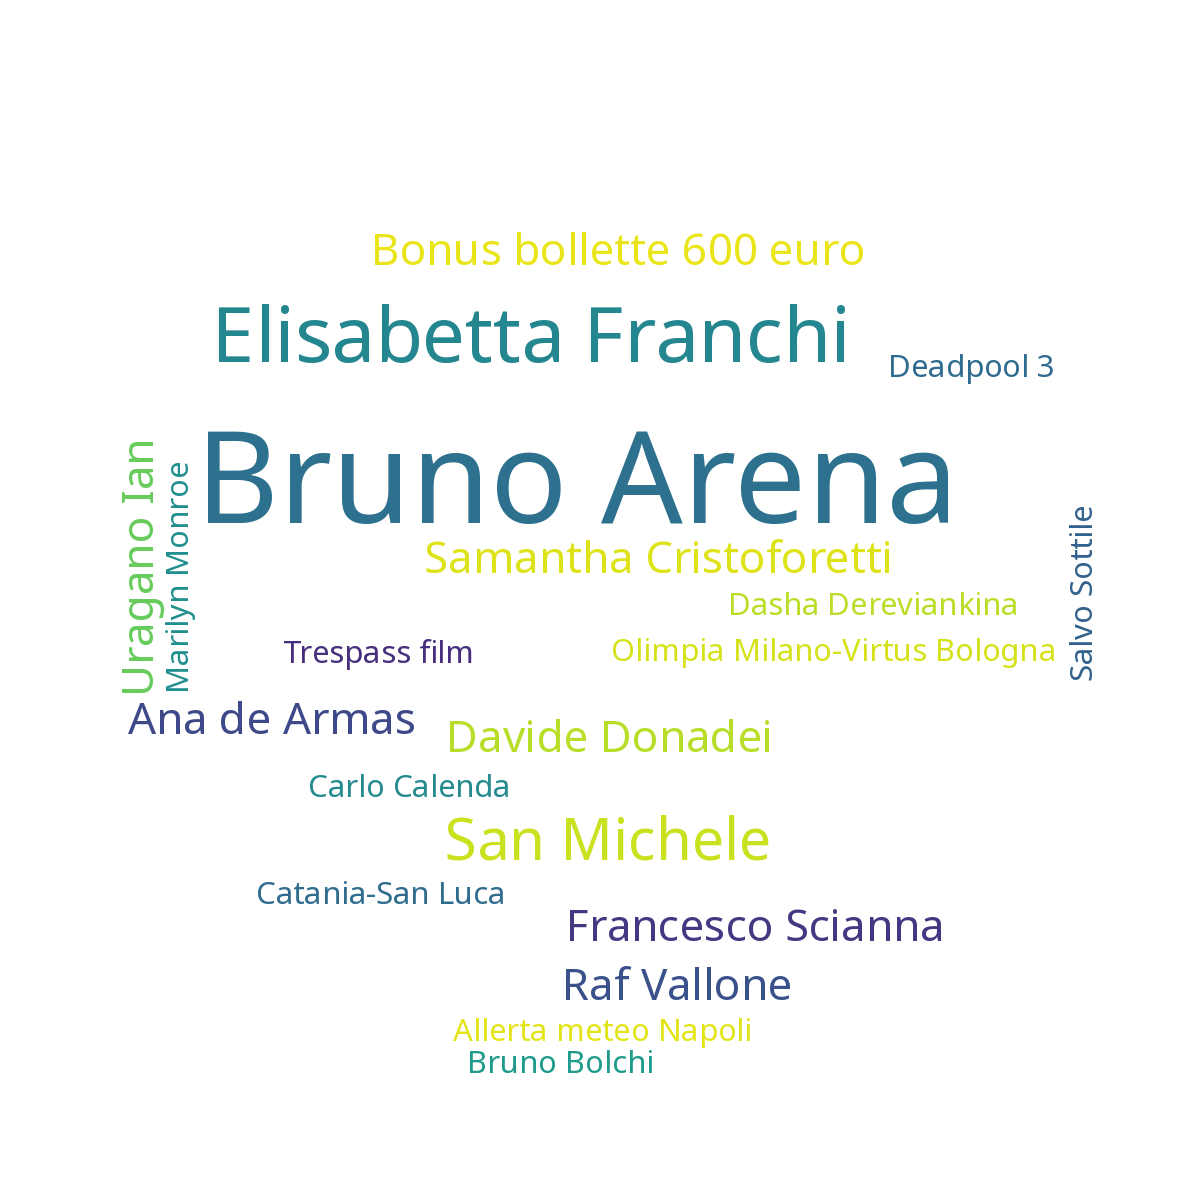 Bonus bollette 600 euro
Elisabetta Franchi
Deadpool 3
Bruno Arena
Uragano Ian
Marilyn Monroe
Salvo Sottile
Samantha Cristoforetti
Dasha Dereviankina
Trespass film
Olimpia Milano-Virtus Bologna
Ana de Armas
Davide Donadei
Carlo Calenda
San Michele
Catania-San Luca
Francesco Scianna
Raf Vallone
Allerta meteo Napoli
Bruno Bolchi